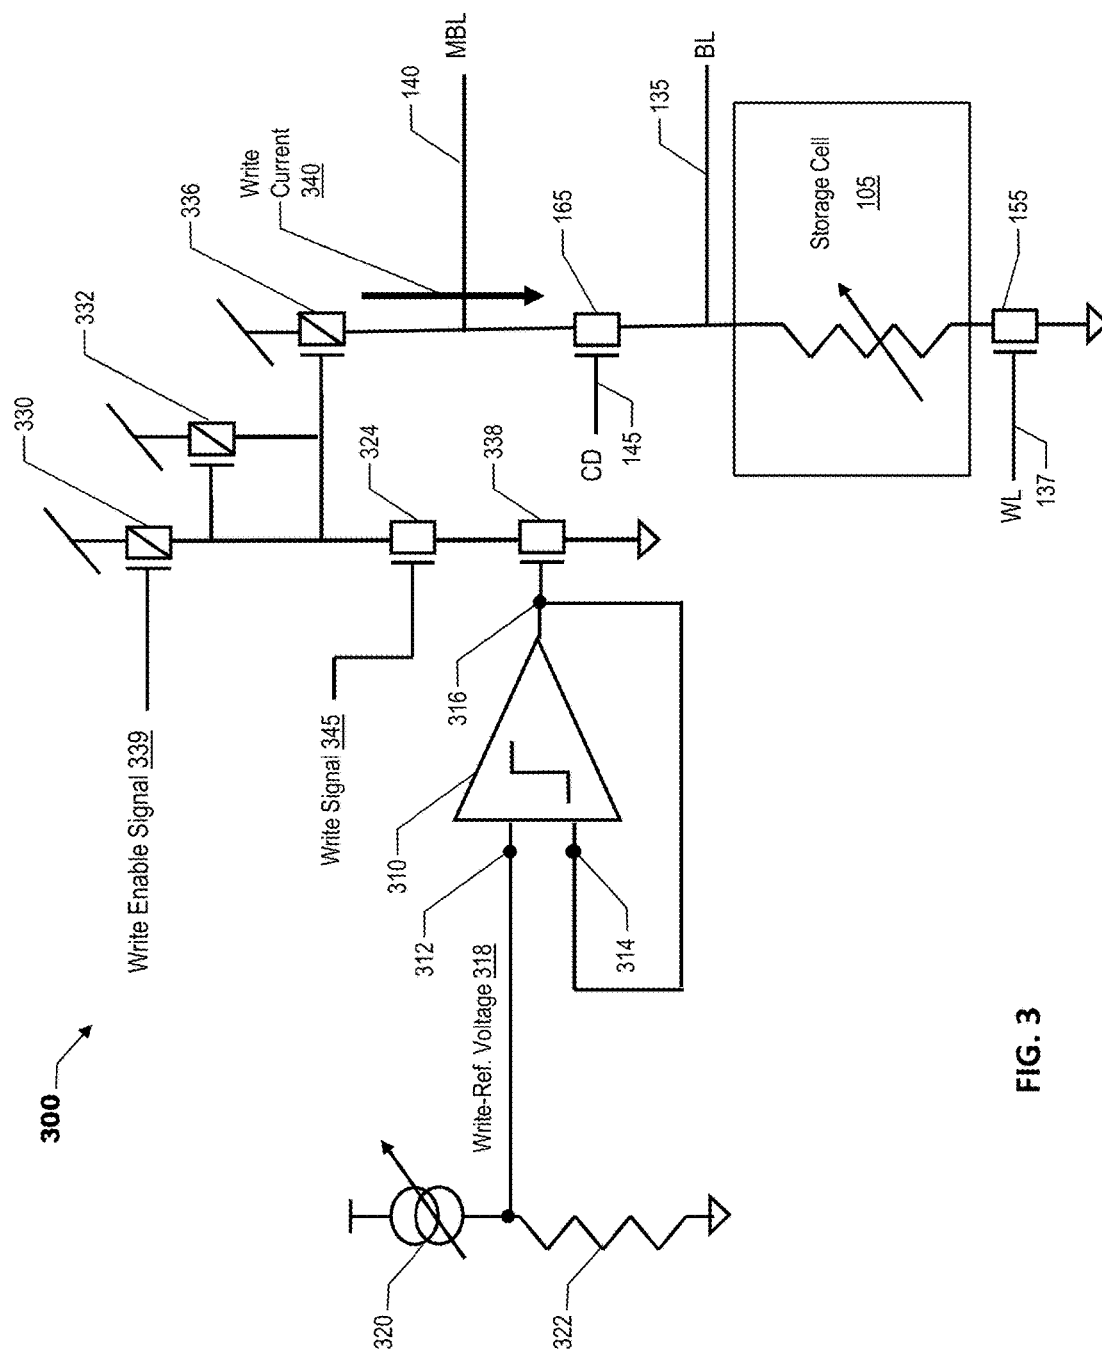 300
330
332
336
Write
Current
340
140
MBL
Write Enable Signal 339
324
338
165
135
BL
Write Signal 345
CD
145
316
Storage Cell
105
310
312
314
Write-Ref. Voltage 318
WL
137
155
320
322
FIG. 3